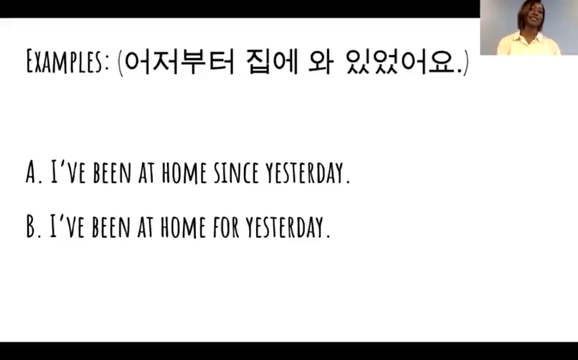 Examples: (어저부터 집에 와 있었어요.)
A. I've been at home since yesterday.
B. I've been at home for yesterday.